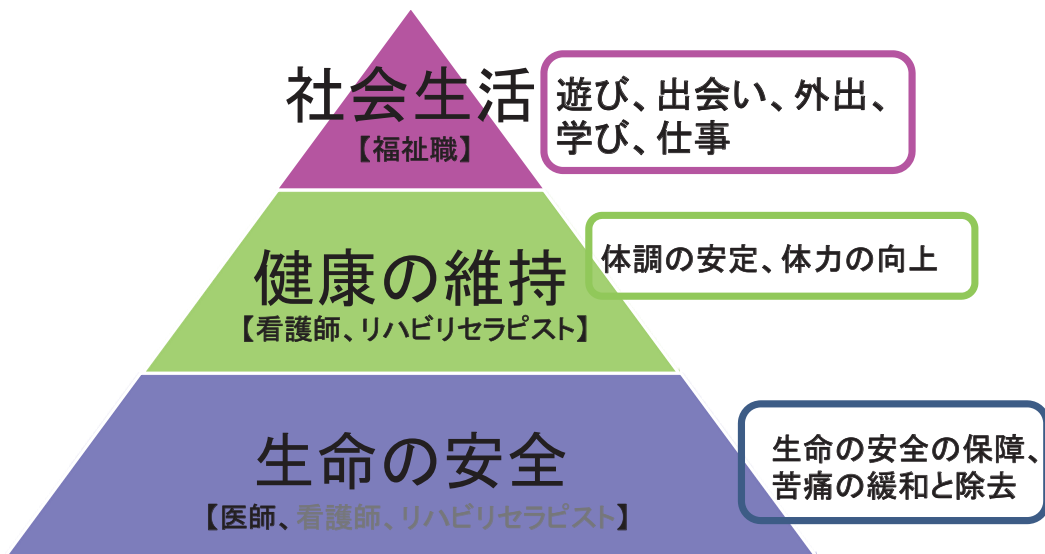 社会生活
【福祉職】
遊び、出会い、外出、
学び、仕事
健康の維持
【看護師、リハビリセラピスト】
体調の安定、体力の向上
生命の安全
【医師、看護師、リハビリセラピスト】
生命の安全の保障、
苦痛の緩和と除去